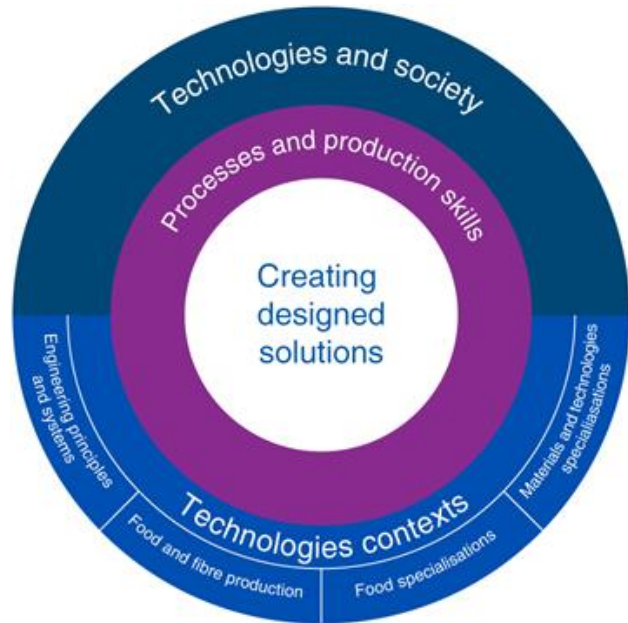 Technologies and society
Processes and production skills
Creating
designed
solutions
Technologies contexts
Engineering principles
and systems
Food and fibre production
Food specialisations
Materials and technologies
specialiasations